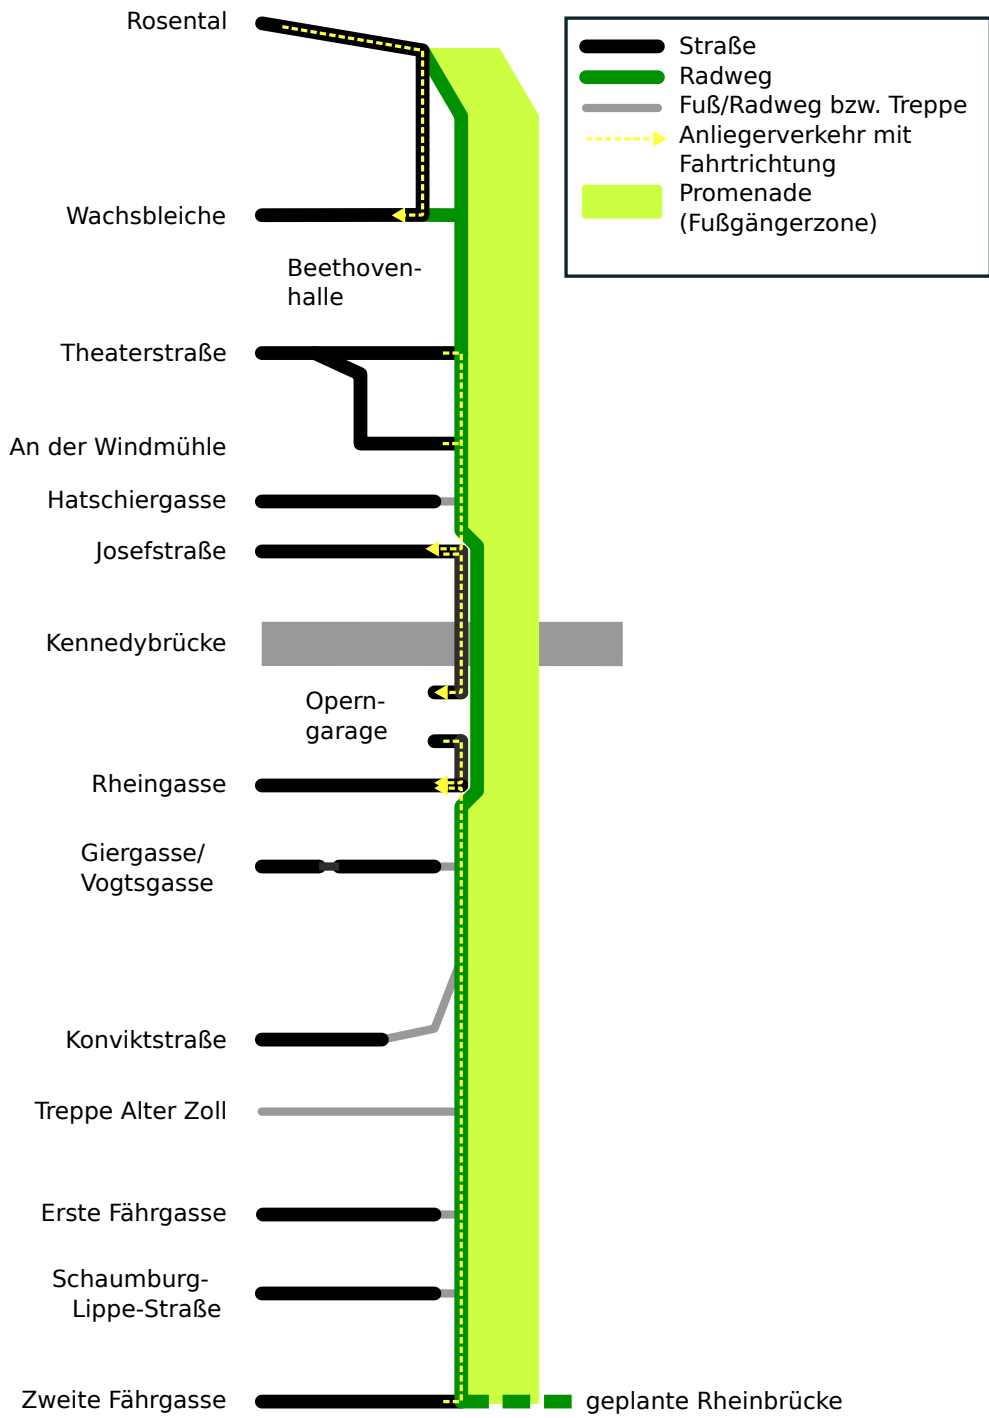 Rosental
Wachsbleiche
Beethoven-
halle
Theaterstraße
An der Windmühle
Hatschiergasse
Josefstraße
Kennedybrücke
Opern-
garage
Rheingasse
Giergasse/
Vogtsgasse
Konviktstraße
Treppe Alter Zoll
Erste Fährgasse
Schaumburg-
Lippe-Straße
Zweite Fährgasse
geplante Rheinbrücke
Straße
Radweg
Fuß/Radweg bzw. Treppe
Anliegerverkehr mit
Fahrtrichtung
Promenade
(Fußgängerzone)